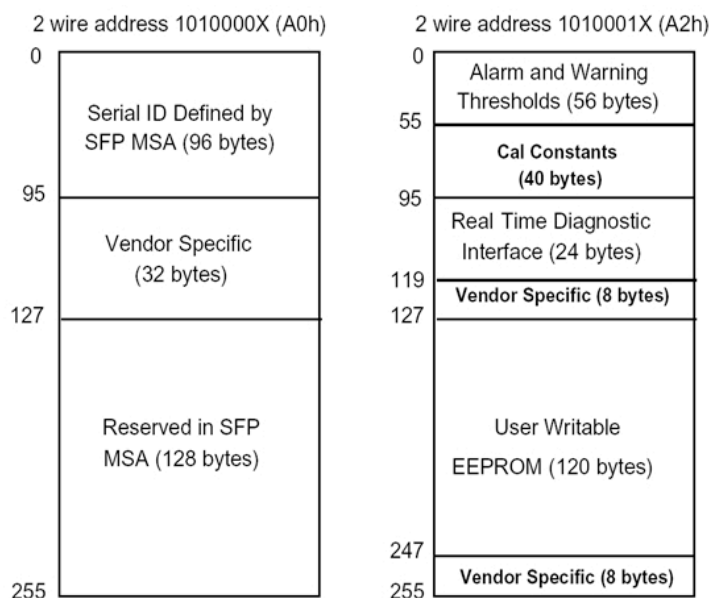 2 wire address 1010000X (A0h)
0
Serial ID Defined by
SFP MSA (96 bytes)
95
Vendor Specific
(32 bytes)
127
Reserved in SFP
MSA (128 bytes)
255
2 wire address 1010001X (A2h)
0
Alarm and Warning
Thresholds (56 bytes)
55
Cal Constants
(40 bytes)
95
Real Time Diagnostic
Interface (24 bytes)
119
Vendor Specific (8 bytes)
127
User Writable
EEPROM (120 bytes)
247
Vendor Specific (8 bytes)
255